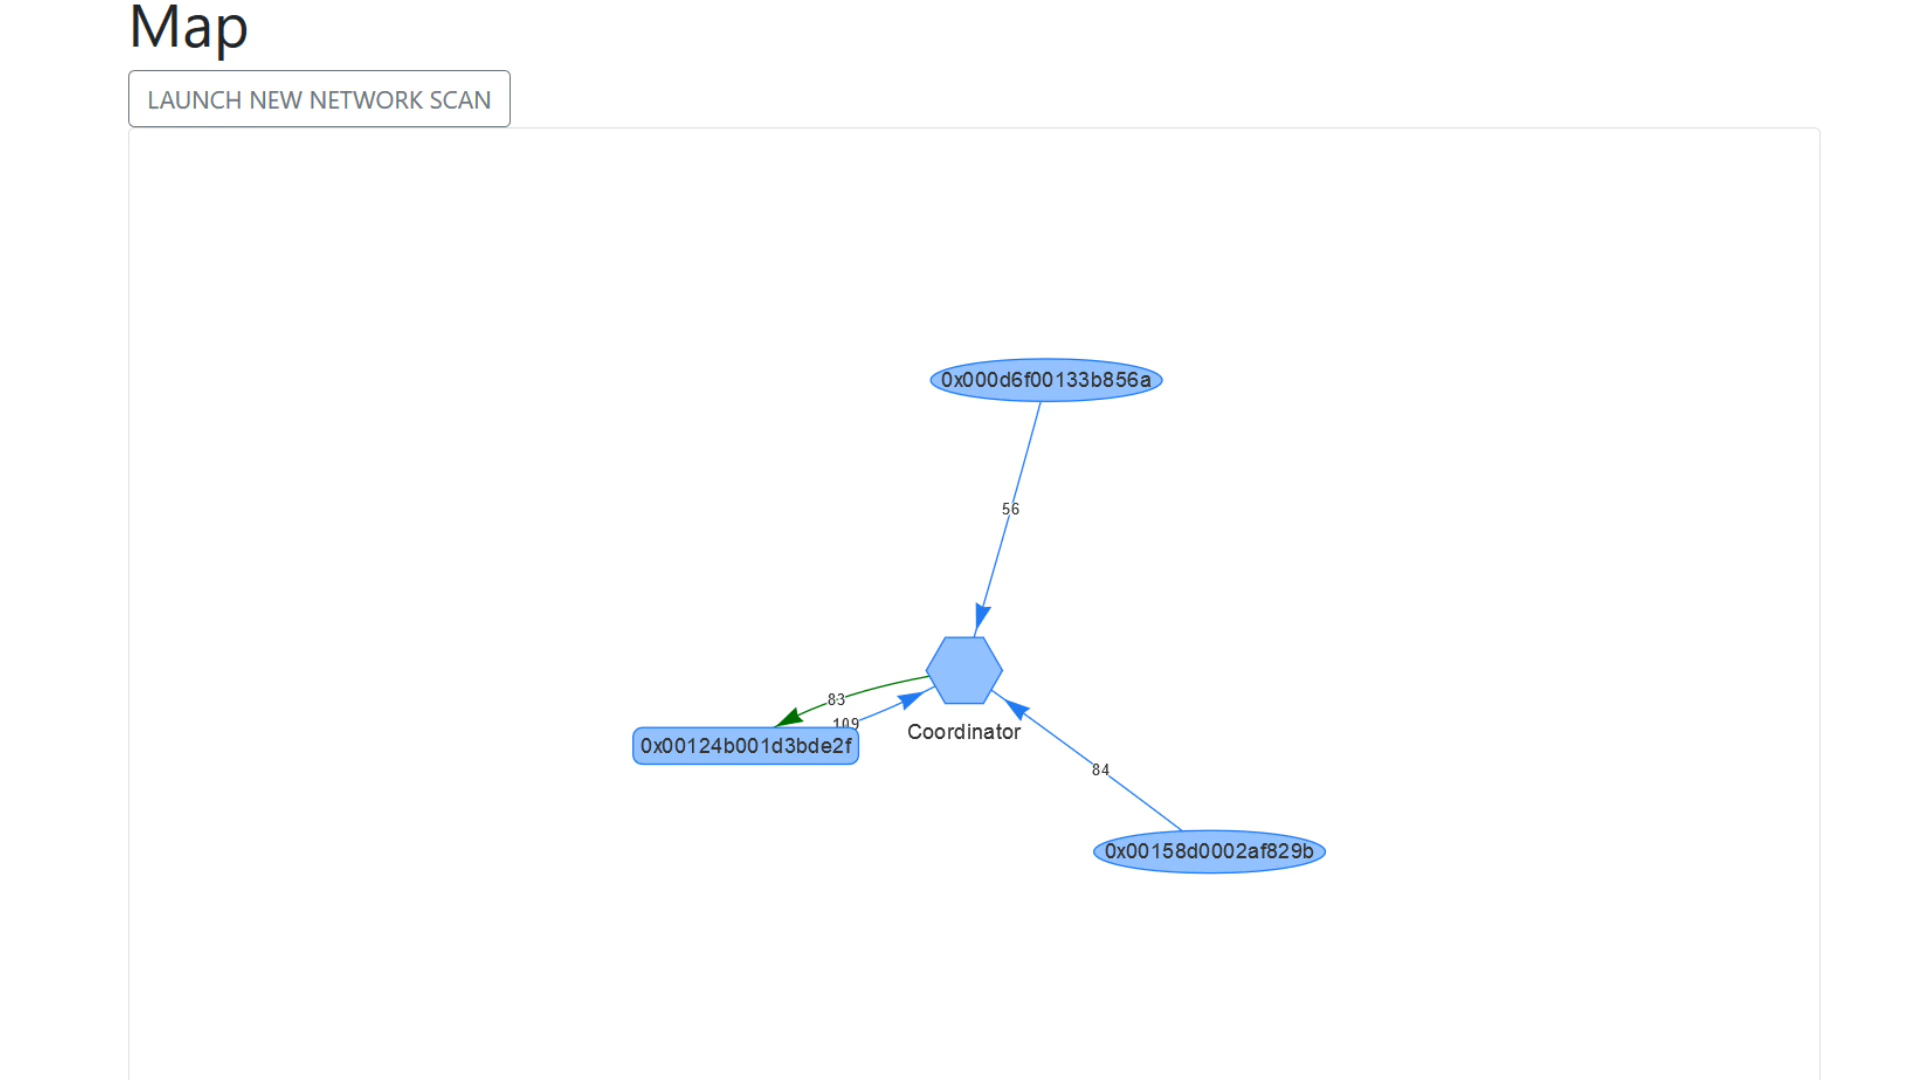 Map
LAUNCH NEW NETWORK SCAN
0x000d6f00133b856a
56
83
109
Coordinator
0x00124b001d3bde2f
84
0x00158d0002af829b